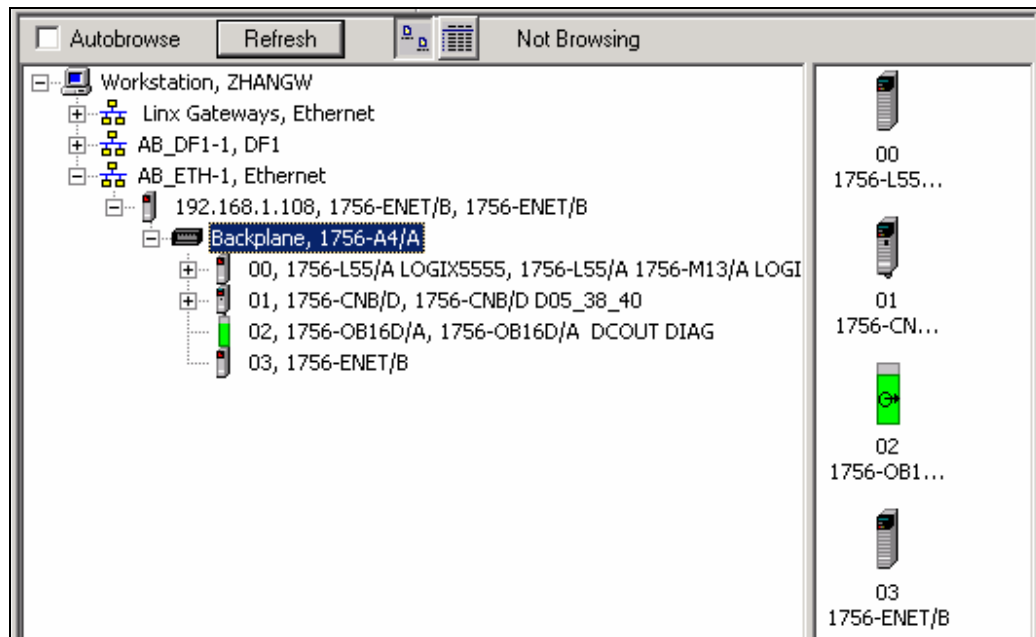 Autobrowse Refresh Not Browsing
Workstation, ZHANGW
Linx Gateways, Ethernet
AB_DF1-1, DF1
AB_ETH-1, Ethernet
192.168.1.108, 1756-ENET/B, 1756-ENET/B
Backplane, 1756-A4/A
00, 1756-L55/A LOGIX5555, 1756-L55/A 1756-M13/A LOGI
01, 1756-CNB/D, 1756-CNB/D D05_38_40
02, 1756-OB16D/A, 1756-OB16D/A DCOUT DIAG
03, 1756-ENET/B
00
1756-L55...
01
1756-CN...
02
1756-OB1...
03
1756-ENET/B